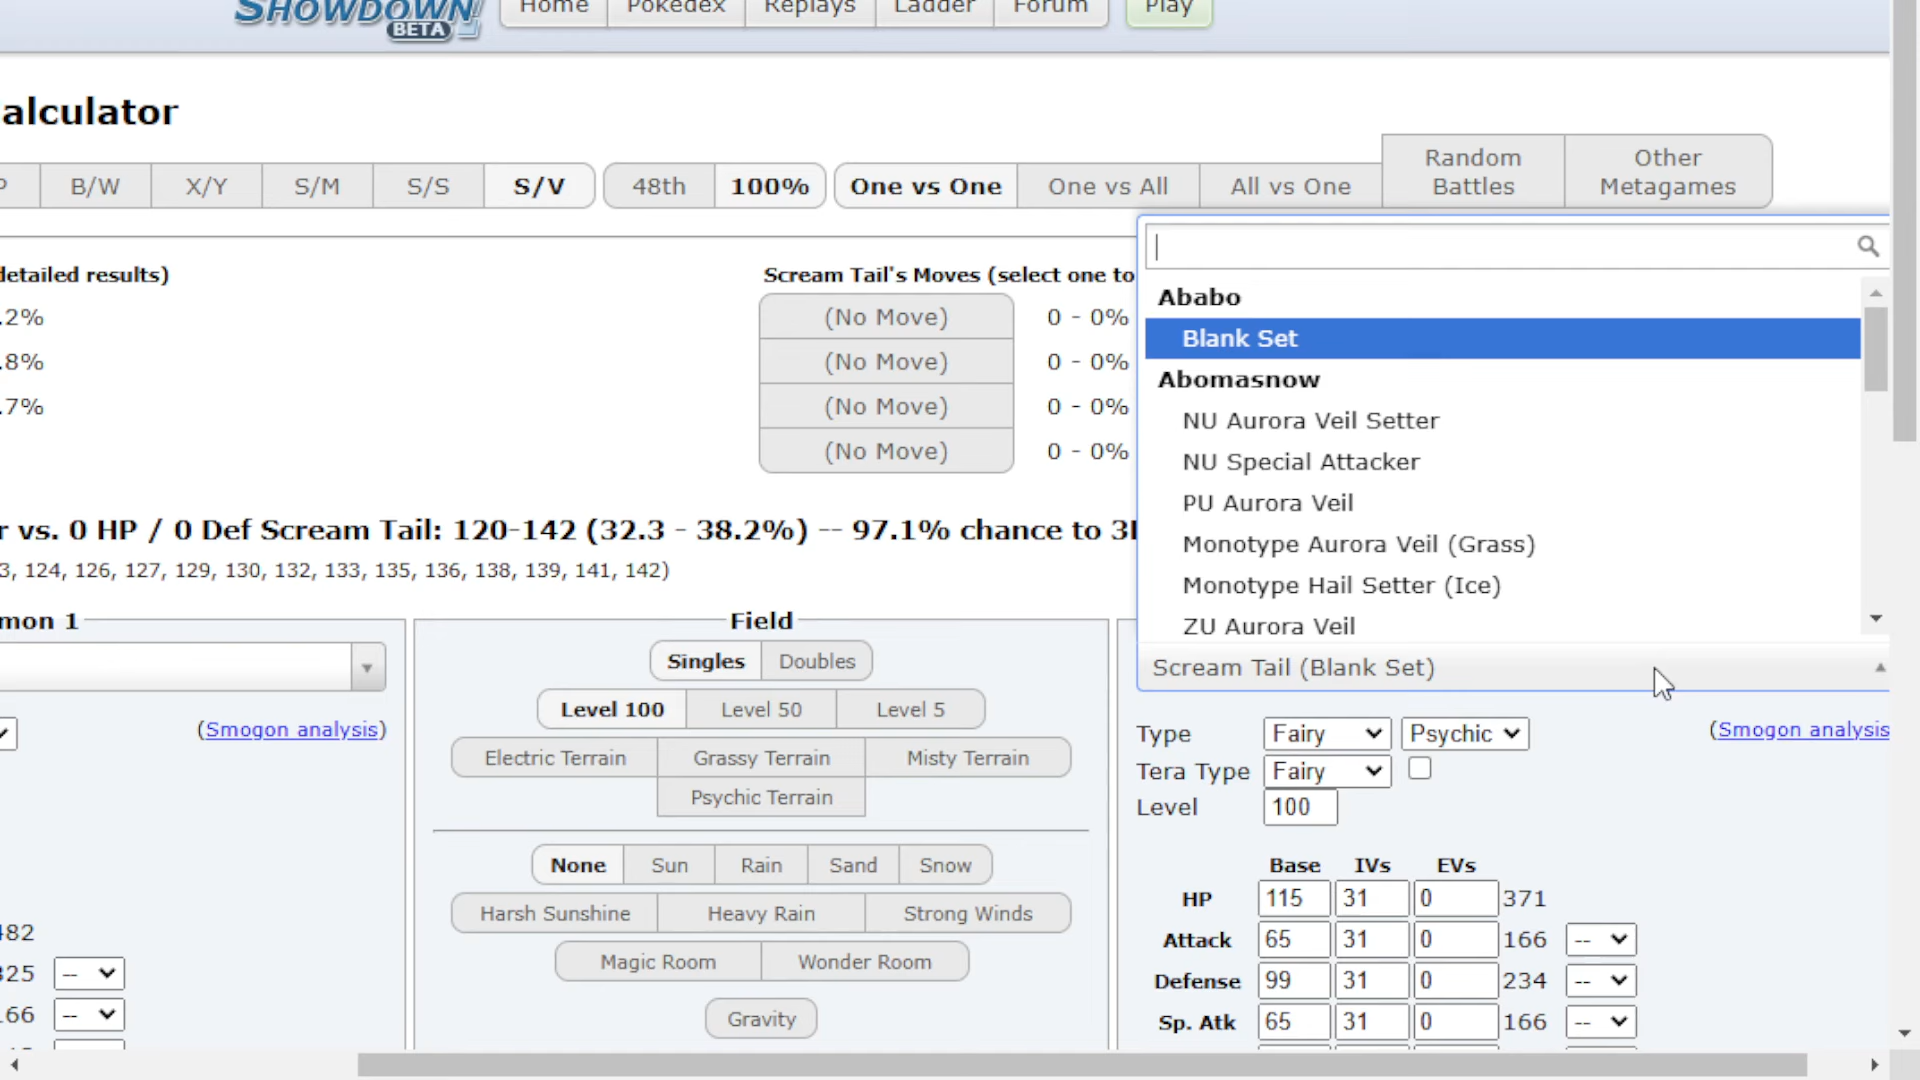 SHOWDOWN
BETA
Home Pokédex Replays Ladder Forum Play
alculator
P B/W X/Y S/M S/S S/V 48th 100% One vs One One vs All All vs One Random Battles Other Metagames
detailed results)
.2%
.8%
.7%
Scream Tail's Moves (select one to
(No Move) 0 - 0%
(No Move) 0 - 0%
(No Move) 0 - 0%
(No Move) 0 - 0%
Ababo
Blank Set
Abomasnow
NU Aurora Veil Setter
NU Special Attacker
PU Aurora Veil
Monotype Aurora Veil (Grass)
Monotype Hail Setter (Ice)
ZU Aurora Veil
Scream Tail (Blank Set)
r vs. 0 HP / 0 Def Scream Tail: 120-142 (32.3 - 38.2%) -- 97.1% chance to 3
3, 124, 126, 127, 129, 130, 132, 133, 135, 136, 138, 139, 141, 142)
mon 1
(Smogon analysis)
482
325 --
166 --
Field
Singles Doubles
Level 100 Level 50 Level 5
Electric Terrain Grassy Terrain Misty Terrain
Psychic Terrain
None Sun Rain Sand Snow
Harsh Sunshine Heavy Rain Strong Winds
Magic Room Wonder Room
Gravity
Type Fairy Psychic (Smogon analysis
Tera Type Fairy
Level 100
Base IVs EVs
HP 115 31 0 371
Attack 65 31 0 166 --
Defense 99 31 0 234 --
Sp. Atk 65 31 0 166 --